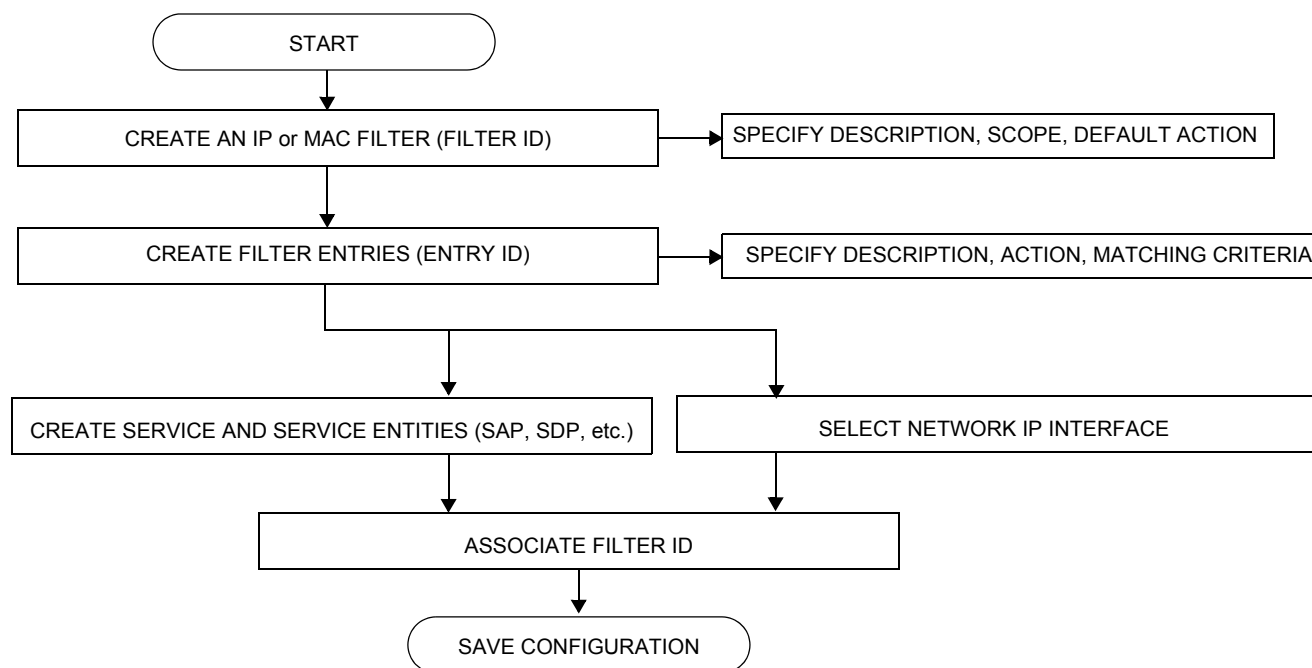 START
CREATE AN IP or MAC FILTER (FILTER ID)
SPECIFY DESCRIPTION, SCOPE, DEFAULT ACTION
CREATE FILTER ENTRIES (ENTRY ID)
SPECIFY DESCRIPTION, ACTION, MATCHING CRITERIA
CREATE SERVICE AND SERVICE ENTITIES (SAP, SDP, etc.)
SELECT NETWORK IP INTERFACE
ASSOCIATE FILTER ID
SAVE CONFIGURATION